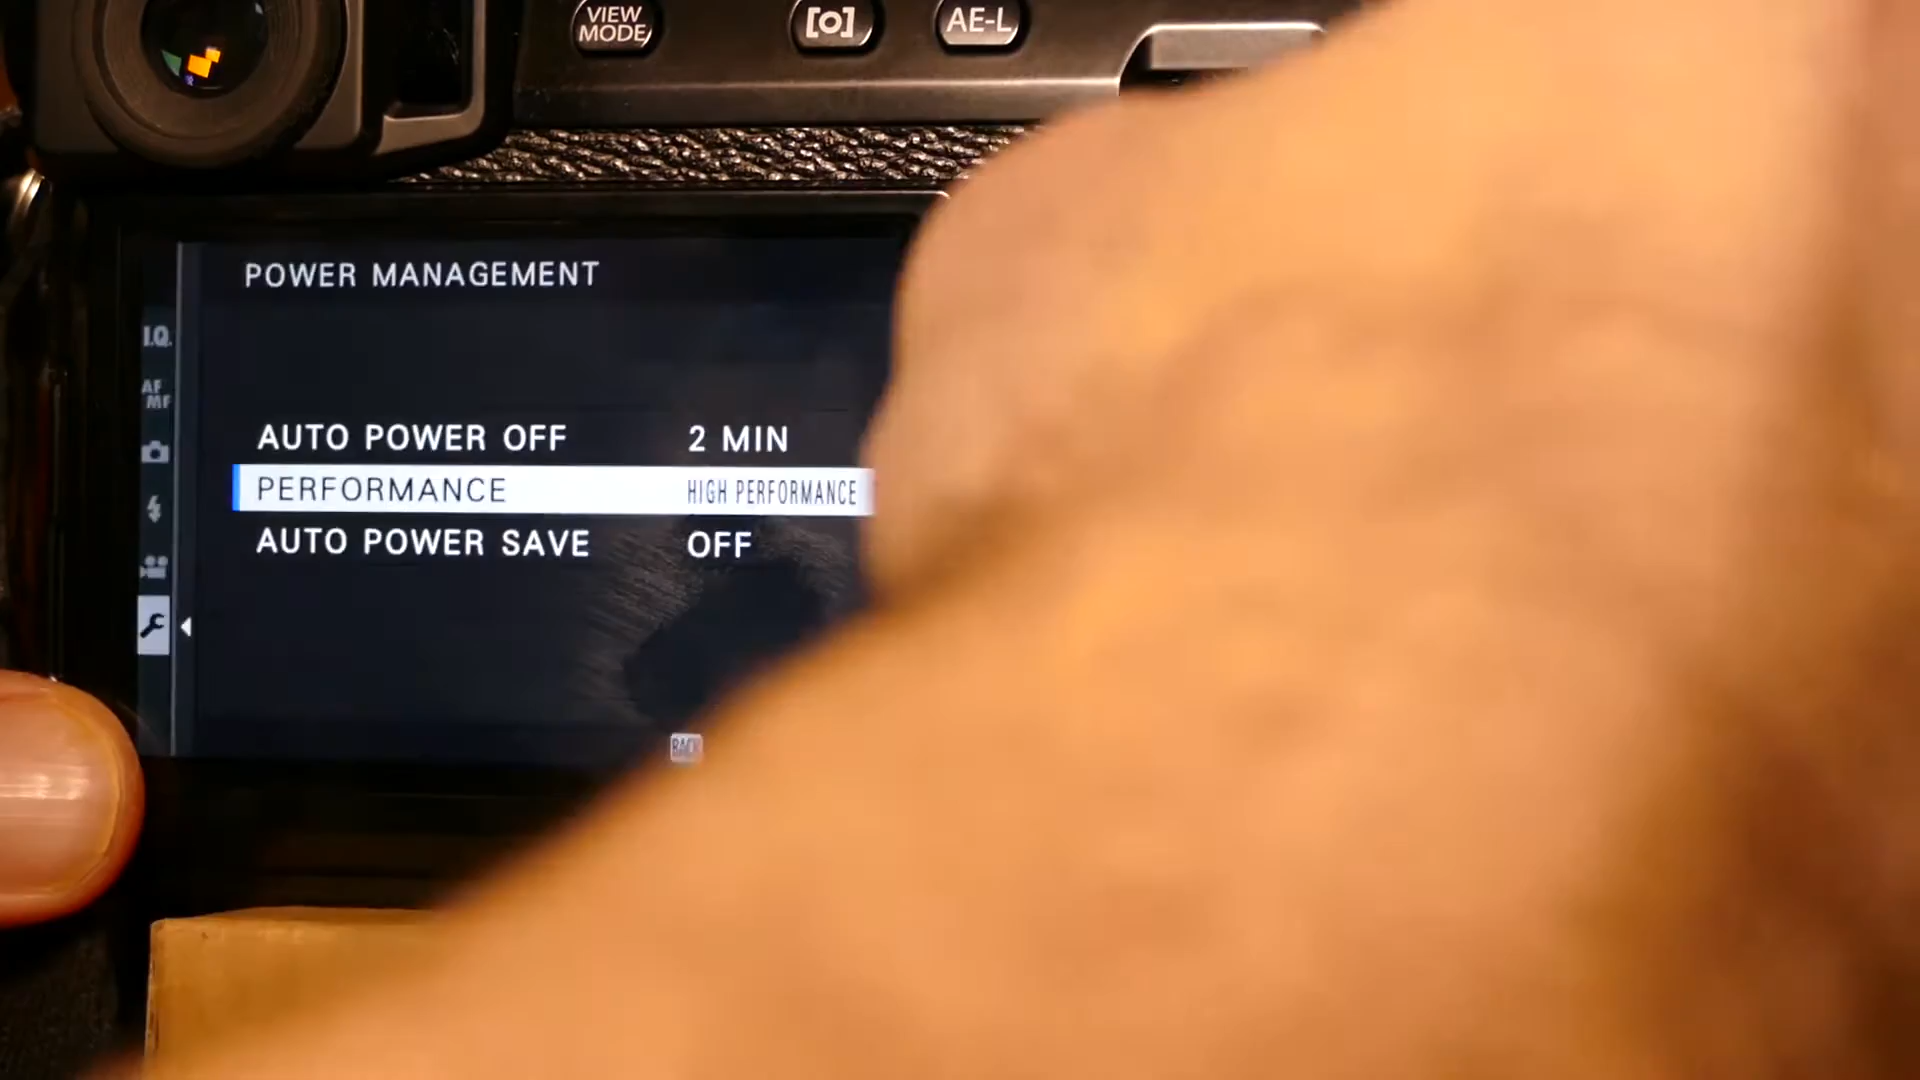 VIEW
MODE
AE-L
POWER MANAGEMENT
I.Q.
AF
MF
AUTO POWER OFF 2 MIN
PERFORMANCE HIGH PERFORMANCE
AUTO POWER SAVE OFF
BACK